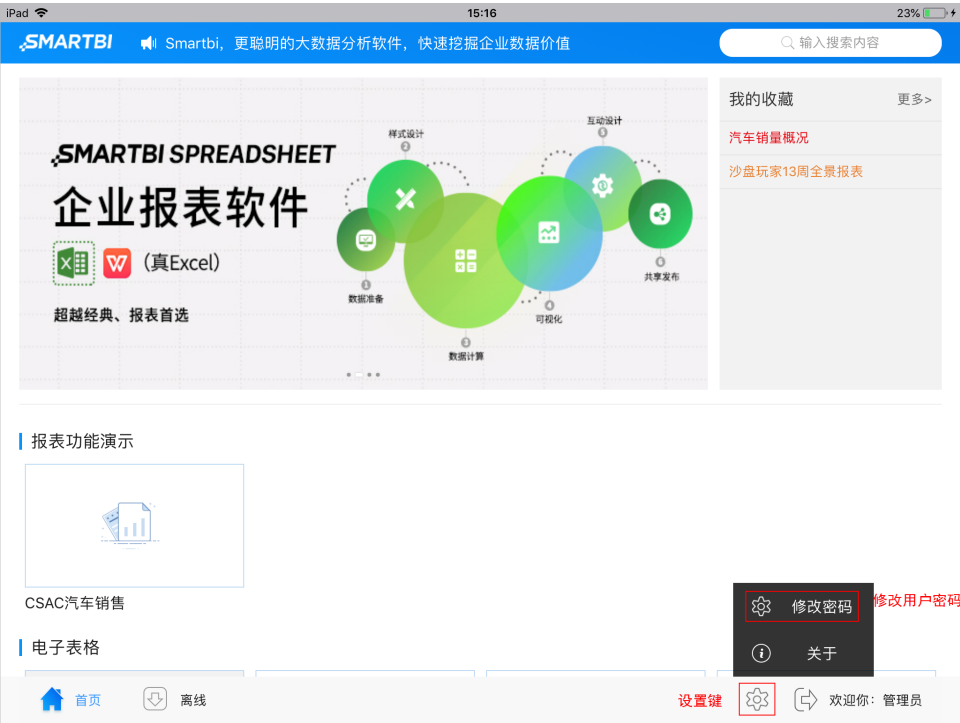 iPad
15:16
23%
SMARTBI
Smartbi，更聪明的大数据分析软件，快速挖掘企业数据价值
输入搜索内容
SMARTBI SPREADSHEET
企业报表软件
（真Excel）
超越经典、报表首选
1
数据准备
样式设计
2
3
数据计算
4
可视化
互动设计
5
6
共享发布
我的收藏
更多>
汽车销量概况
沙盘玩家13周全景报表
报表功能演示
CSAC汽车销售
电子表格
修改密码
修改用户密码
关于
首页
离线
设置键
欢迎你：管理员